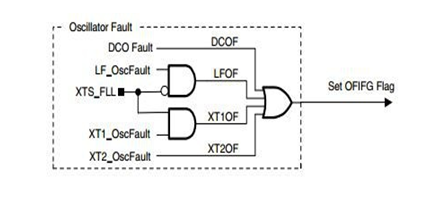 Oscillator Fault
DCO Fault DCOF
LF_OscFault LFOF
XTS_FLL
Set OFIFG Flag
XT1OF
XT1_OscFault
XT2_OscFault XT2OF